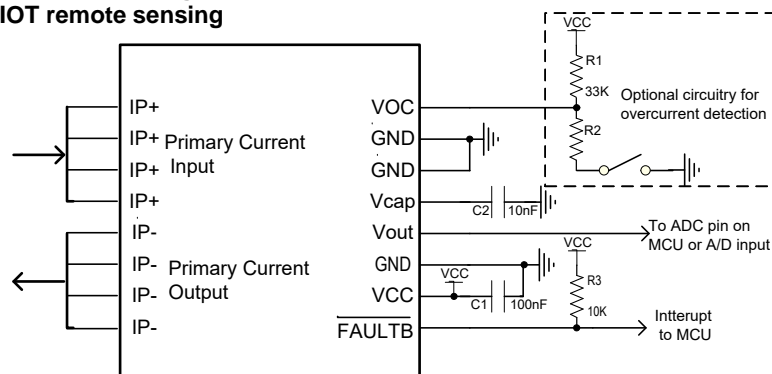 IOT remote sensing
VCC
R1
33K
R2
Optional circuitry for
overcurrent detection
IP+
IP+
IP+
IP+
Primary Current
Input
IP-
IP-
IP-
IP-
Primary Current
Output
VOC
GND
GND
Vcap
Vout
GND
VCC
FAULTB
C2
10nF
To ADC pin on
MCU or A/D input
VCC
C1
100nF
VCC
R3
10K
Intterupt
to MCU